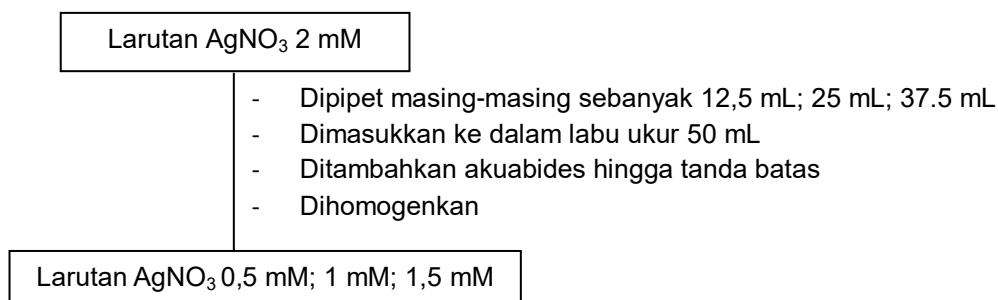 Larutan AgNO₃ 2 mM
- Dipipet masing-masing sebanyak 12,5 mL; 25 mL; 37.5 mL
- Dimasukkan ke dalam labu ukur 50 mL
- Ditambahkan akuabides hingga tanda batas
- Dihomogenkan
Larutan AgNO₃ 0,5 mM; 1 mM; 1,5 mM